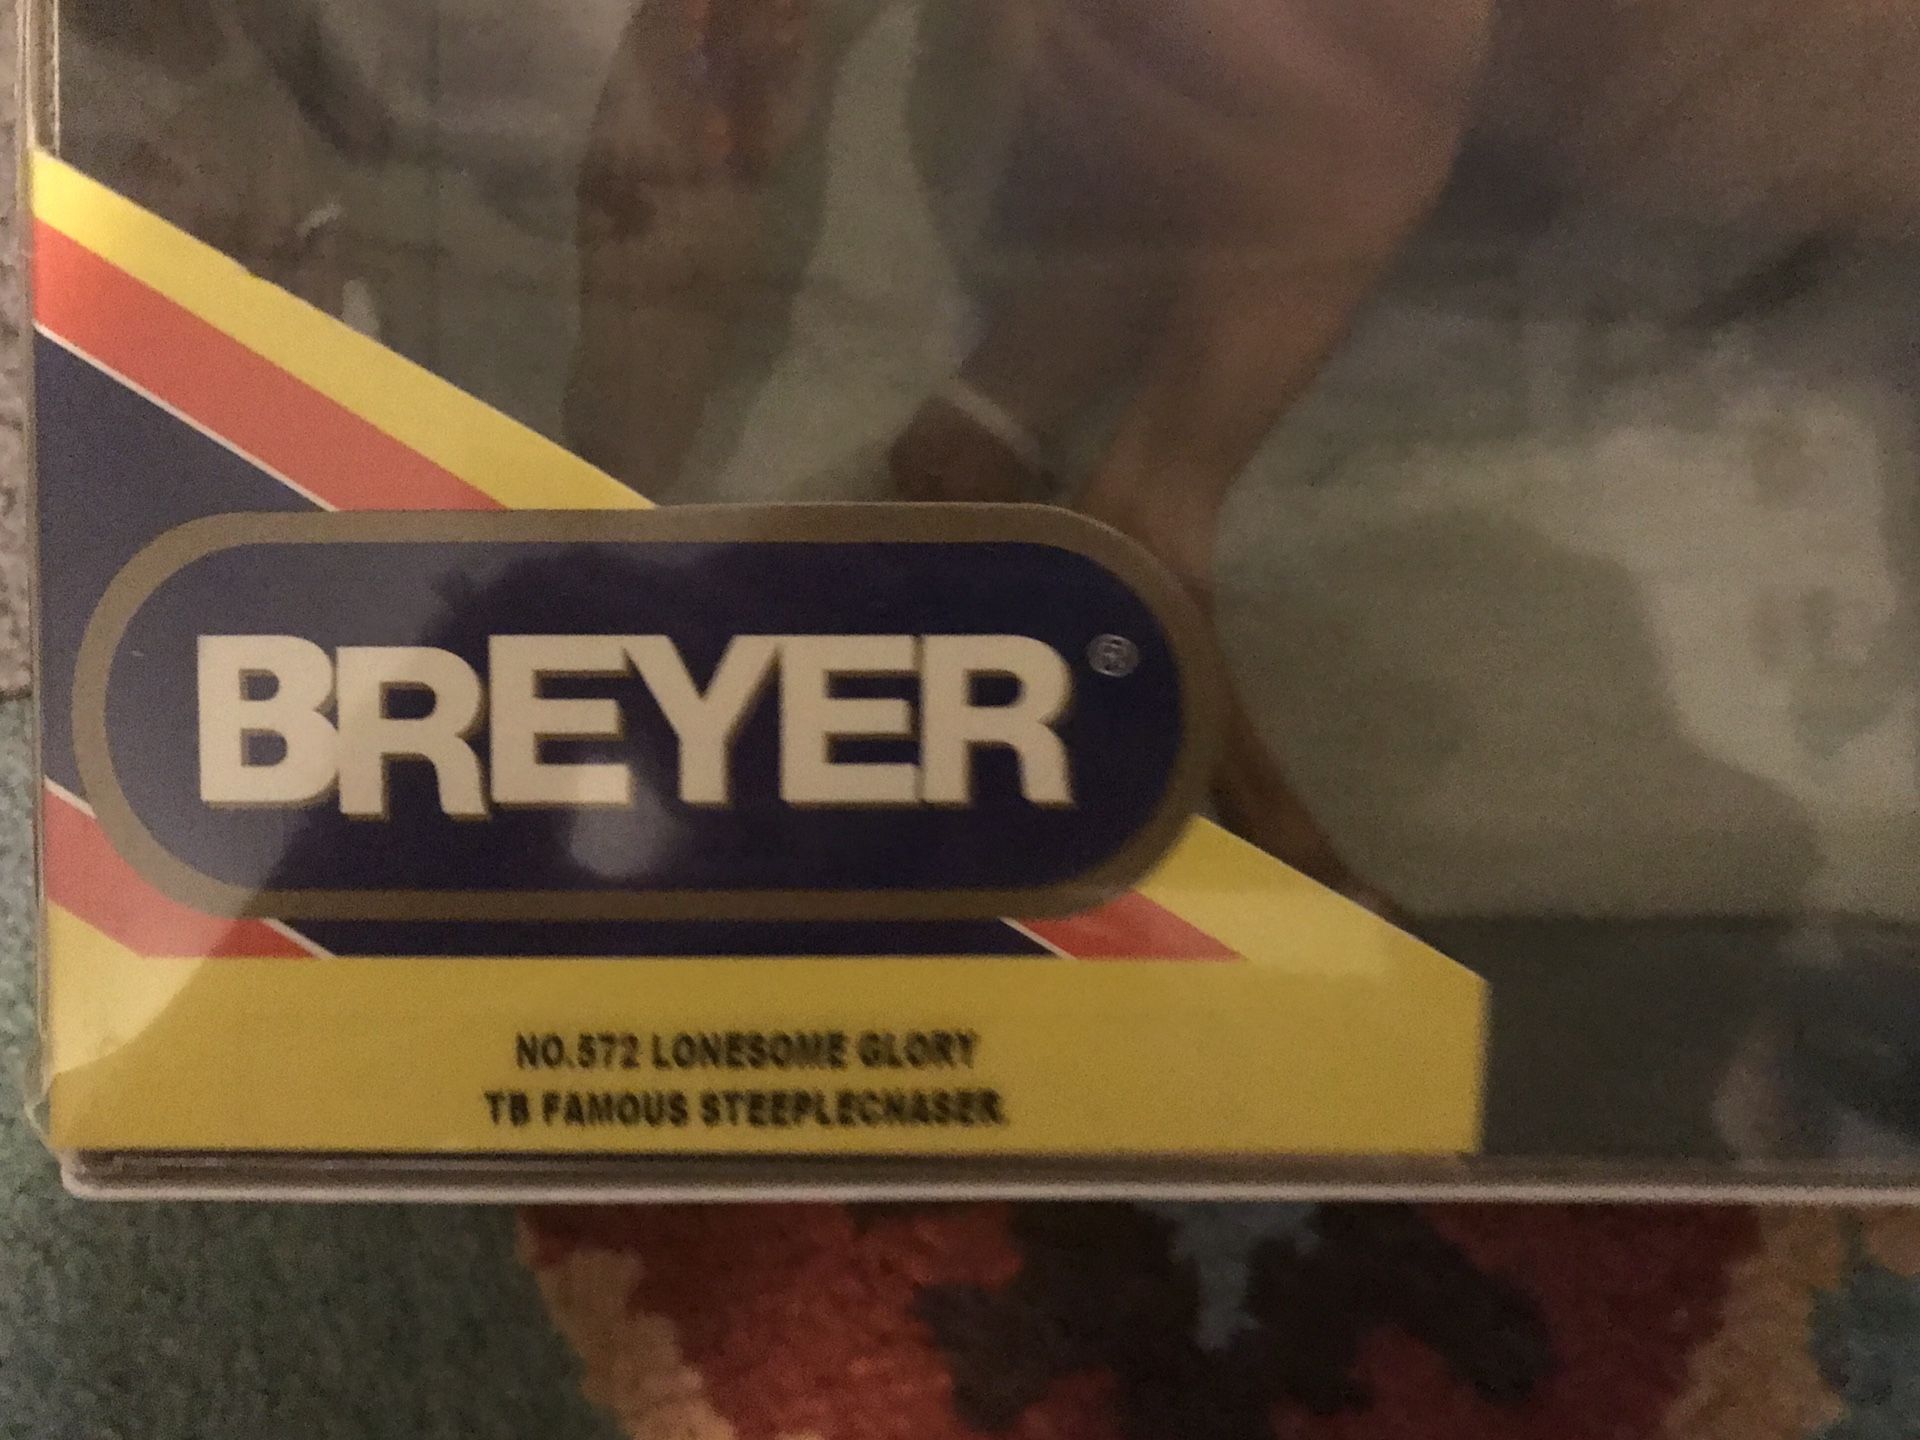 BREYER®
NO.572 LONESOME GLORY
TB FAMOUS STEEPLECHASER